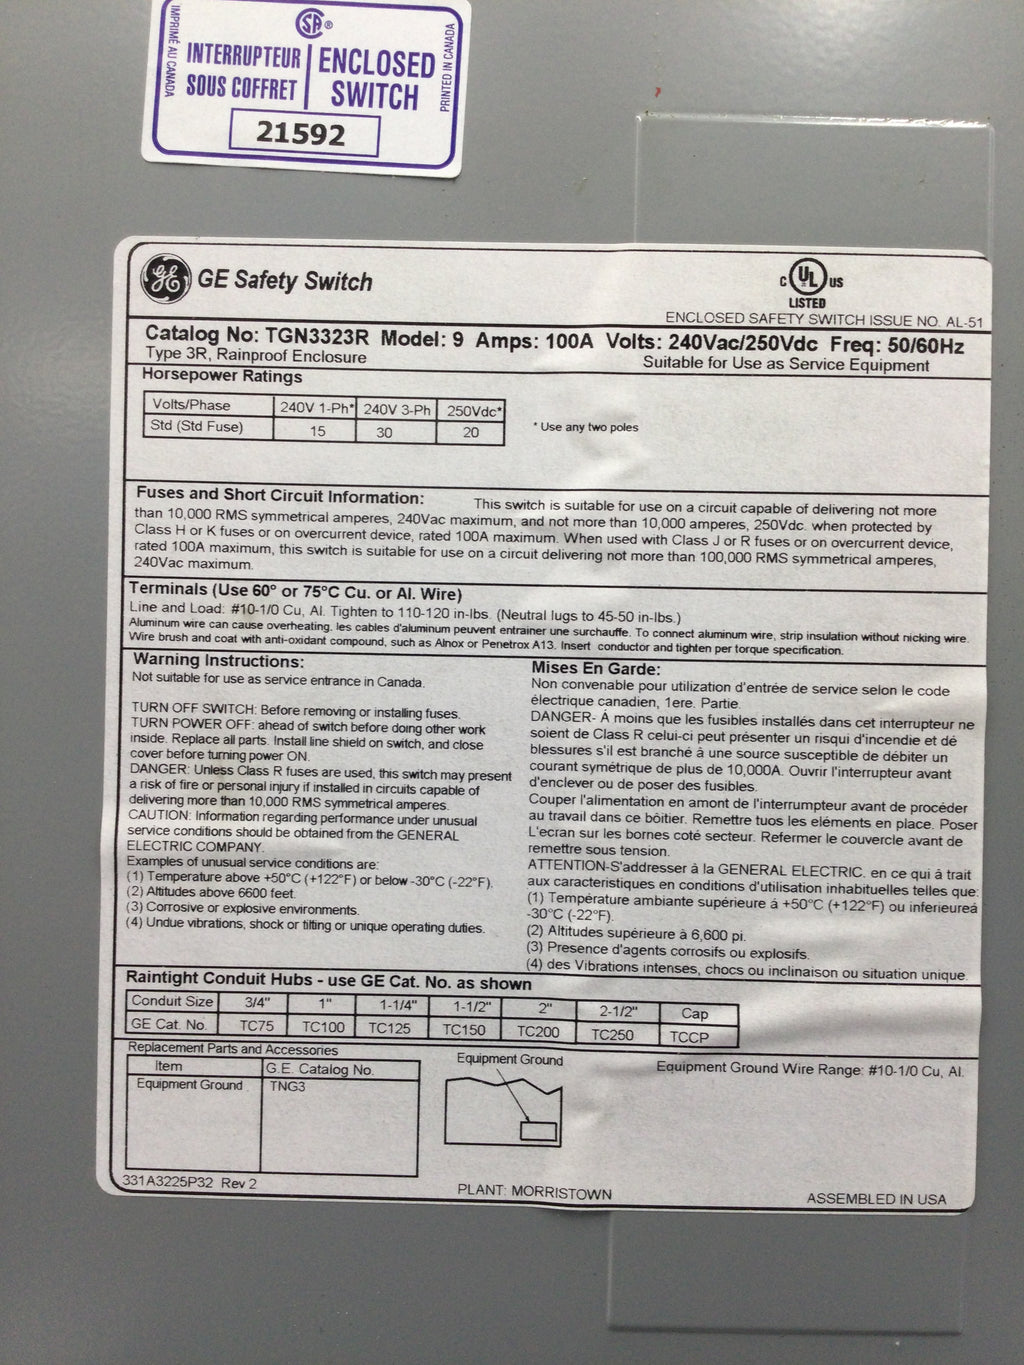 IMPRIMÉ AU CANADA
SA ®
INTERRUPTEUR
SOUS COFFRET
ENCLOSED
SWITCH
PRINTED IN CANADA
21592
GE
GE Safety Switch
C UL US
LISTED
ENCLOSED SAFETY SWITCH ISSUE NO. AL-51
Catalog No: TGN3323R Model: 9 Amps: 100A Volts: 240Vac/250Vdc Freq: 50/60Hz
Type 3R, Rainproof Enclosure
Suitable for Use as Service Equipment
Horsepower Ratings
Volts/Phase 240V 1-Ph* 240V 3-Ph 250Vdc*
Std (Std Fuse) 15 30 20
* Use any two poles
Fuses and Short Circuit Information: This switch is suitable for use on a circuit capable of delivering not more
than 10,000 RMS symmetrical amperes, 240Vac maximum, and not more than 10,000 amperes, 250Vdc. when protected by
Class H or K fuses or on overcurrent device, rated 100A maximum. When used with Class J or R fuses or on overcurrent device,
rated 100A maximum, this switch is suitable for use on a circuit delivering not more than 100,000 RMS symmetrical amperes,
240Vac maximum.
Terminals (Use 60° or 75°C Cu. or Al. Wire)
Line and Load: #10-1/0 Cu, Al. Tighten to 110-120 in-lbs. (Neutral lugs to 45-50 in-lbs.)
Aluminum wire can cause overheating, les cables d'aluminum peuvent entrainer une surchauffe. To connect aluminum wire, strip insulation without nicking wire.
Wire brush and coat with anti-oxidant compound, such as Alnox or Penetrox A13. Insert conductor and tighten per torque specification.
Warning Instructions:
Not suitable for use as service entrance in Canada.
TURN OFF SWITCH: Before removing or installing fuses.
TURN POWER OFF: ahead of switch before doing other work
inside. Replace all parts. Install line shield on switch, and close
cover before turning power ON.
DANGER: Unless Class R fuses are used, this switch may present
a risk of fire or personal injury if installed in circuits capable of
delivering more than 10,000 RMS symmetrical amperes.
CAUTION: Information regarding performance under unusual
service conditions should be obtained from the GENERAL
ELECTRIC COMPANY.
Examples of unusual service conditions are:
(1) Temperature above +50°C (+122°F) or below -30°C (-22°F).
(2) Altitudes above 6600 feet.
(3) Corrosive or explosive environments.
(4) Undue vibrations, shock or tilting or unique operating duties.
Mises En Garde:
Non convenable pour utilization d'entrée de service selon le code
électrique canadien, 1ere. Partie.
DANGER- Á moins que les fusibles installés dans cet interrupteur ne
soient de Class R celui-ci peut présenter un risqui d'incendie et dé
blessures s'il est branché à une source susceptible de débiter un
courant symétrique de plus de 10,000A. Ouvrir l'interrupteur avant
d'enclever ou de poser des fusibles.
Couper l'alimentation en amont de l'interrupteur avant de procéder
au travail dans ce bôitier. Remettre tuos les eléments en place. Poser
L'ecran sur les bornes coté secteur. Refermer le couvercle avant de
remettre sous tension.
ATTENTION-S'addresser à la GENERAL ELECTRIC. en ce qui à trait
aux caracteristiques en conditions d'utilisation inhabituelles telles que:
(1) Température ambiante supérieure á +50°C (+122°F) ou inferieureá
-30°C (-22°F).
(2) Altitudes supérieure à 6,600 pi.
(3) Presence d'agents corrosifs ou explosifs.
(4) des Vibrations intenses, chocs ou inclinaison ou situation unique.
Raintight Conduit Hubs - use GE Cat. No. as shown
Conduit Size 3/4" 1" 1-1/4" 1-1/2" 2" 2-1/2" Cap
GE Cat. No. TC75 TC100 TC125 TC150 TC200 TC250 TCCP
Replacement Parts and Accessories
Item G.E. Catalog No.
Equipment Ground TNG3
Equipment Ground
Equipment Ground Wire Range: #10-1/0 Cu, Al.
331A3225P32 Rev 2
PLANT: MORRISTOWN
ASSEMBLED IN USA